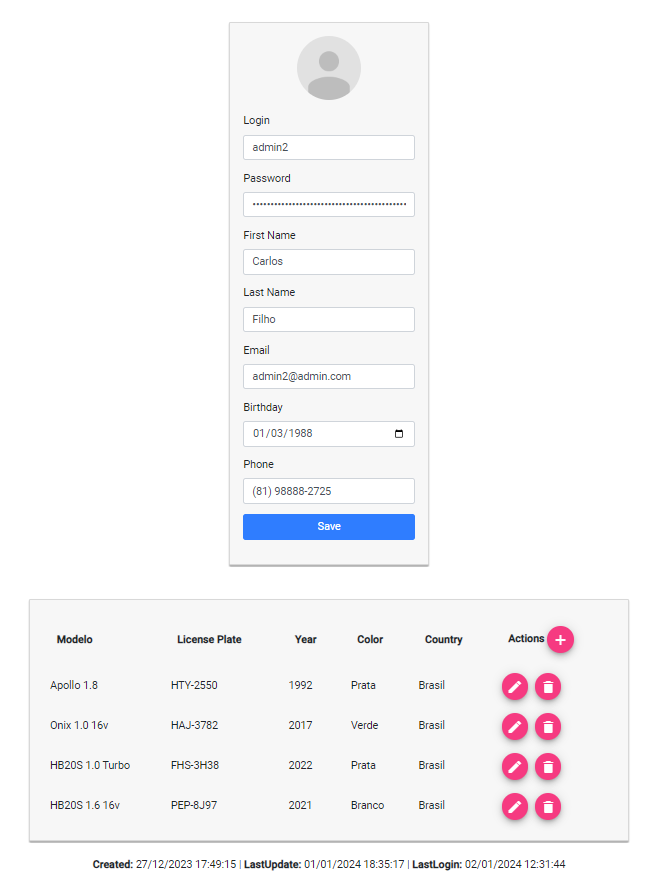 Login
admin2
Password
First Name
Carlos
Last Name
Filho
Email
admin2@admin.com
Birthday
01/03/1988
Phone
(81) 98888-2725
Save
Modelo License Plate Year Color Country Actions
Apollo 1.8 HTY-2550 1992 Prata Brasil
Onix 1.0 16v HAJ-3782 2017 Verde Brasil
HB20S 1.0 Turbo FHS-3H38 2022 Prata Brasil
HB20S 1.6 16v PEP-8J97 2021 Branco Brasil
Created: 27/12/2023 17:49:15 | LastUpdate: 01/01/2024 18:35:17 | LastLogin: 02/01/2024 12:31:44